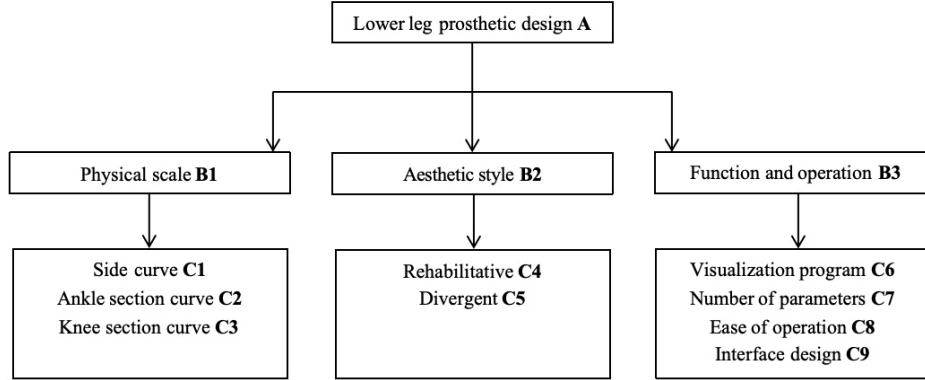 Lower leg prosthetic design A
Physical scale B1
Aesthetic style B2
Function and operation B3
Side curve C1
Ankle section curve C2
Knee section curve C3
Rehabilitative C4
Divergent C5
Visualization program C6
Number of parameters C7
Ease of operation C8
Interface design C9